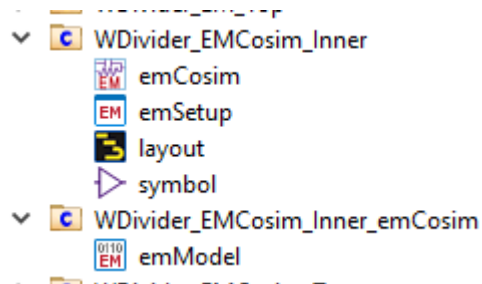 WDivider_EMCosim_Inner
emCosim
emSetup
layout
symbol
WDivider_EMCosim_Inner_emCosim
emModel